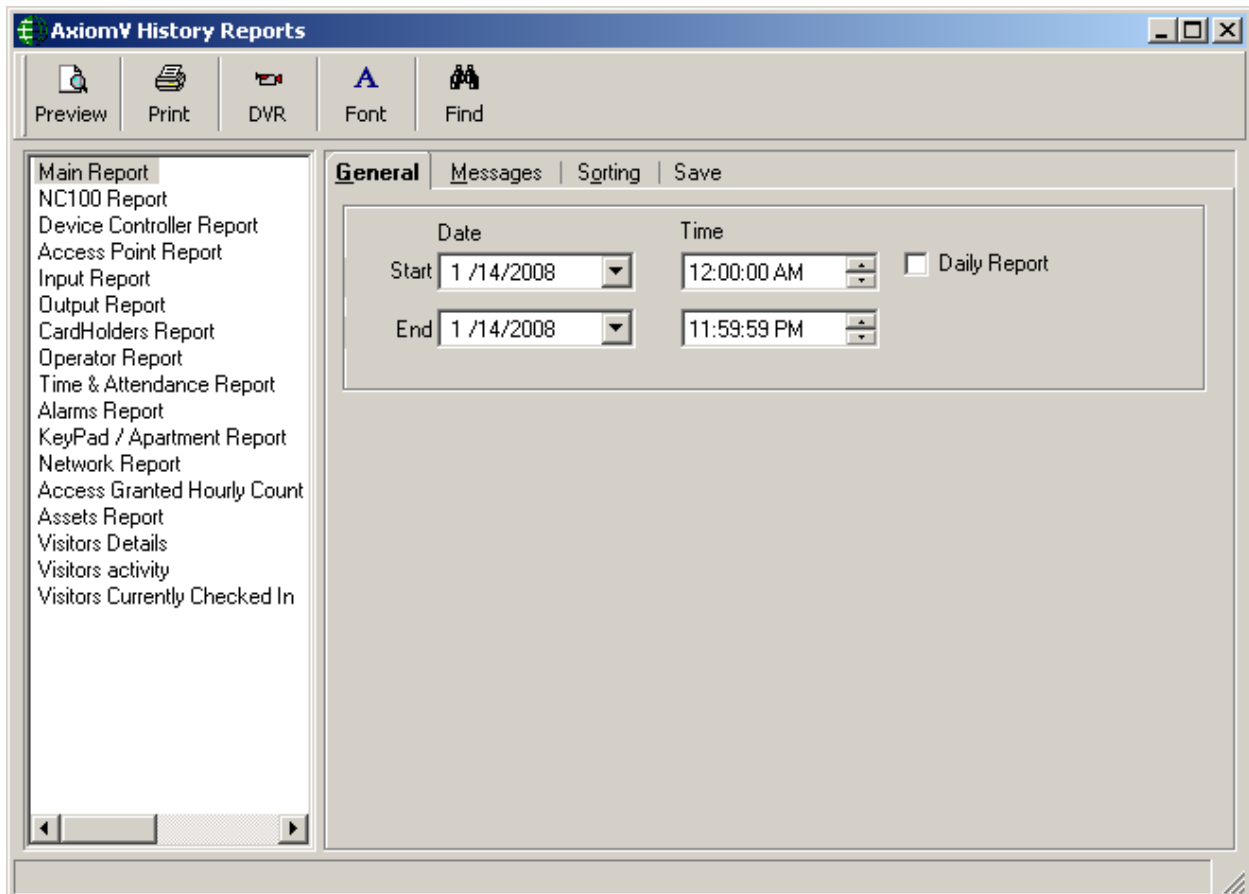 AxiomV History Reports
Preview Print DVR Font Find
Main Report
NC100 Report
Device Controller Report
Access Point Report
Input Report
Output Report
CardHolders Report
Operator Report
Time & Attendance Report
Alarms Report
KeyPad / Apartment Report
Network Report
Access Granted Hourly Count
Assets Report
Visitors Details
Visitors activity
Visitors Currently Checked In
General Messages Sorting Save
Date Time
Start 1 /14/2008 12:00:00 AM Daily Report
End 1 /14/2008 11:59:59 PM